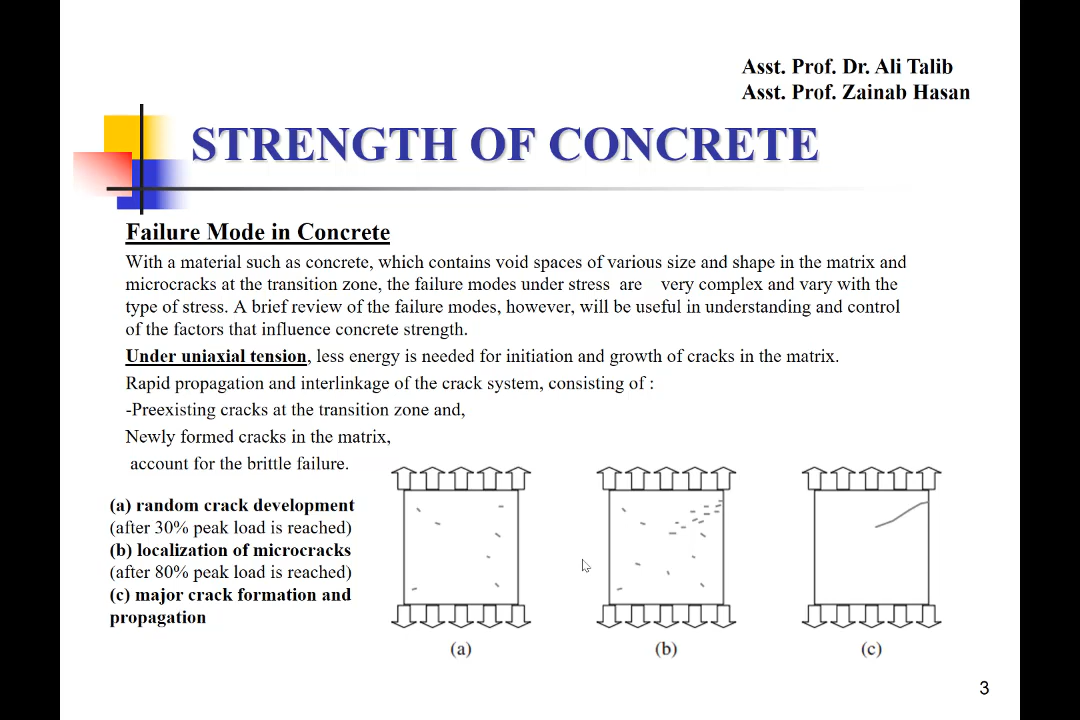 Asst. Prof. Dr. Ali Talib
Asst. Prof. Zainab Hasan
STRENGTH OF CONCRETE
Failure Mode in Concrete
With a material such as concrete, which contains void spaces of various size and shape in the matrix and
microcracks at the transition zone, the failure modes under stress are very complex and vary with the
type of stress. A brief review of the failure modes, however, will be useful in understanding and control
of the factors that influence concrete strength.
Under uniaxial tension, less energy is needed for initiation and growth of cracks in the matrix.
Rapid propagation and interlinkage of the crack system, consisting of :
-Preexisting cracks at the transition zone and,
Newly formed cracks in the matrix,
account for the brittle failure.
(a) random crack development
(after 30% peak load is reached)
(b) localization of microcracks
(after 80% peak load is reached)
(c) major crack formation and
propagation
(a)
(b)
(c)
3